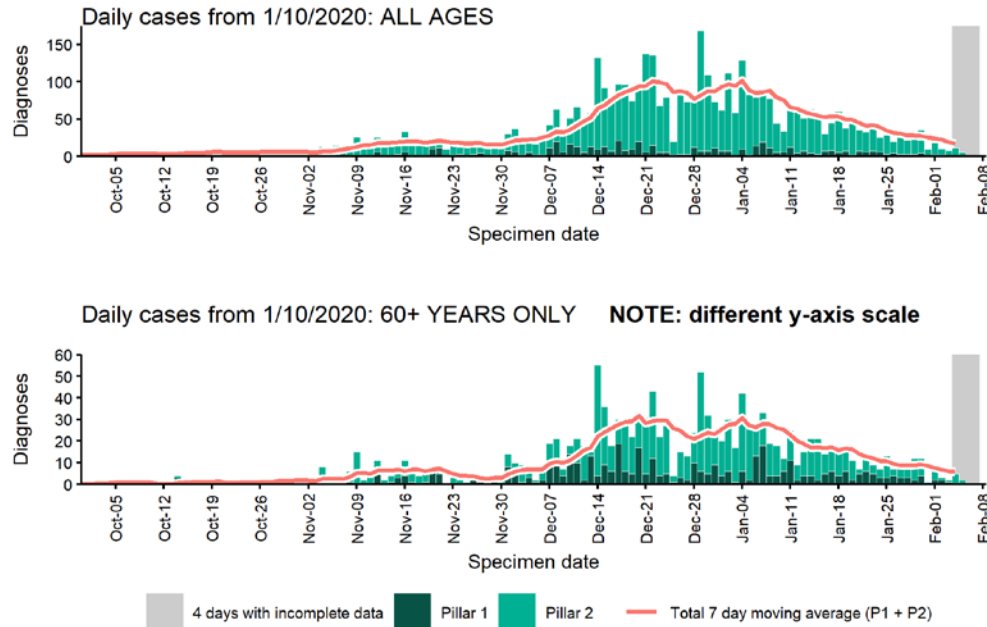 Daily cases from 1/10/2020: ALL AGES
150
100
50
0
Diagnoses
Oct-05
Oct-12
Oct-19
Oct-26
Nov-02
Nov-09
Nov-16
Nov-23
Nov-30
Dec-07
Dec-14
Dec-21
Dec-28
Jan-04
Jan-11
Jan-18
Jan-25
Feb-01
Feb-08
Specimen date
Daily cases from 1/10/2020: 60+ YEARS ONLY NOTE: different y-axis scale
60
50
40
30
20
10
0
Diagnoses
Oct-05
Oct-12
Oct-19
Oct-26
Nov-02
Nov-09
Nov-16
Nov-23
Nov-30
Dec-07
Dec-14
Dec-21
Dec-28
Jan-04
Jan-11
Jan-18
Jan-25
Feb-01
Feb-08
Specimen date
4 days with incomplete data Pillar 1 Pillar 2 Total 7 day moving average (P1 + P2)